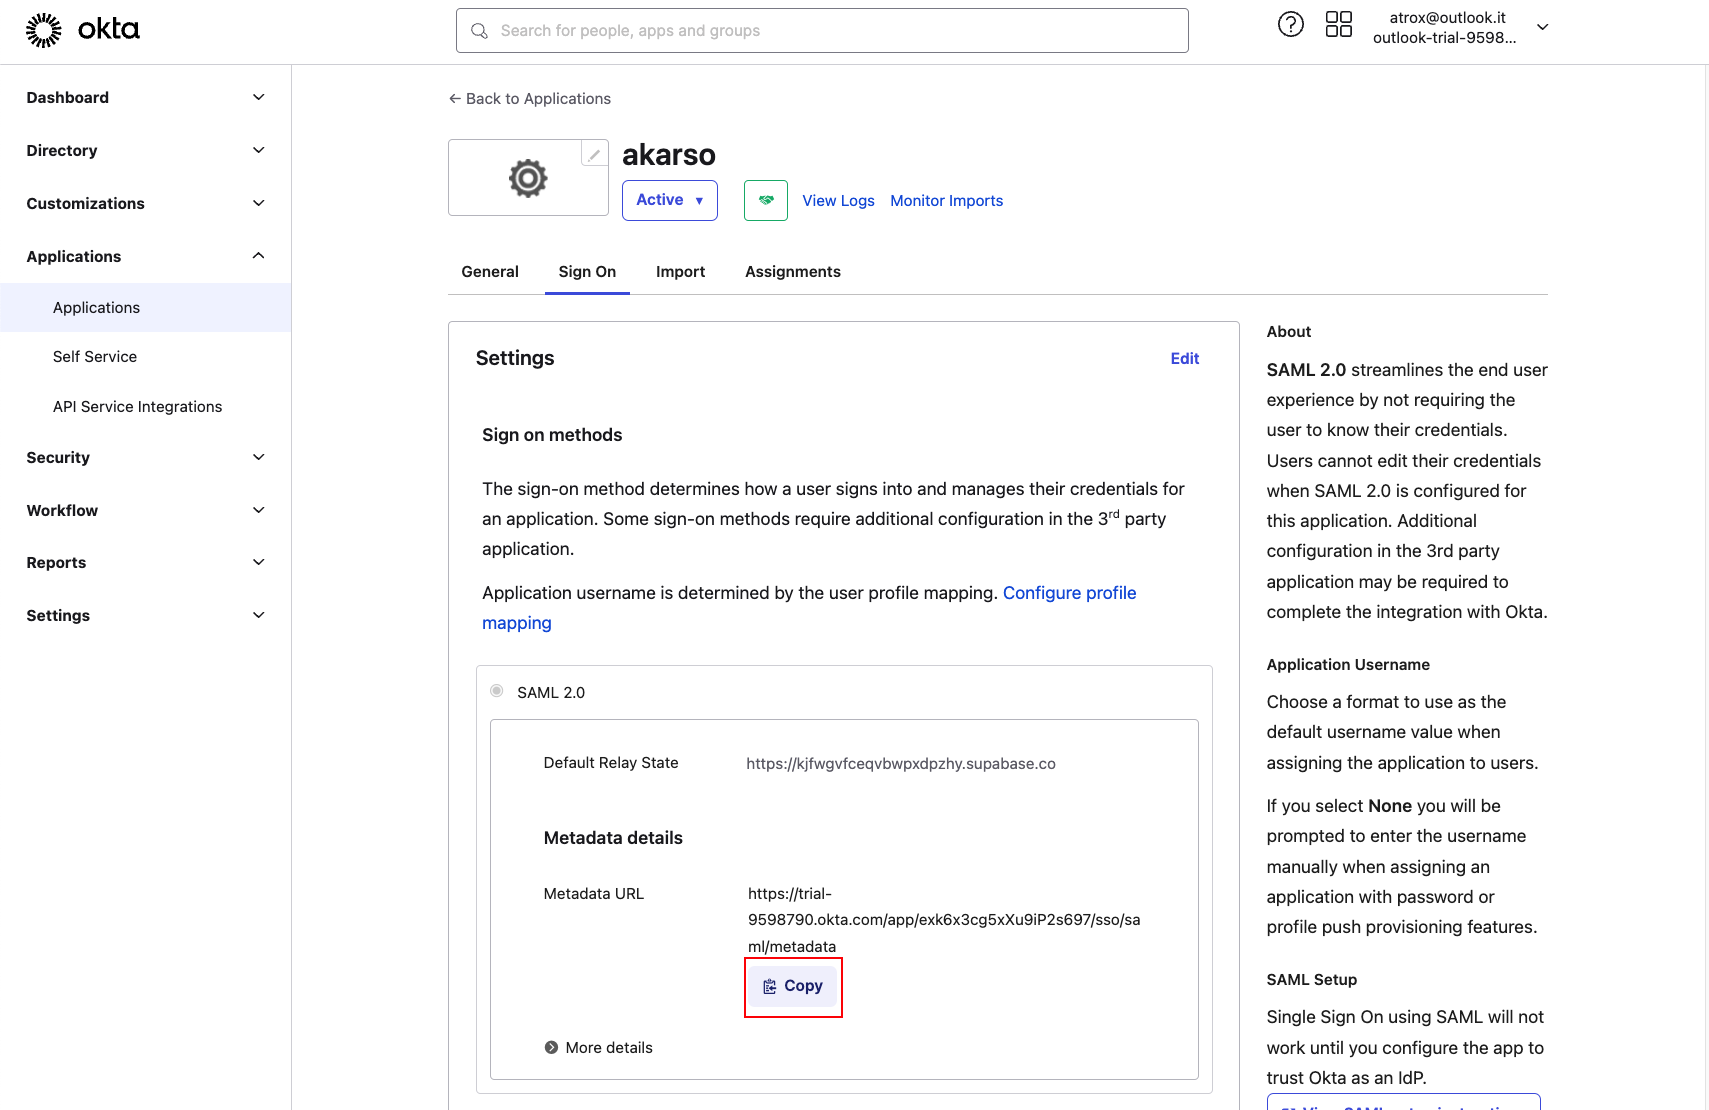 okta
Search for people, apps and groups
atrox@outlook.it
outlook-trial-9598...
Dashboard
Directory
Customizations
Applications
Applications
Self Service
API Service Integrations
Security
Workflow
Reports
Settings
← Back to Applications
akarso
Active
View Logs
Monitor Imports
General
Sign On
Import
Assignments
Settings
Edit
Sign on methods
The sign-on method determines how a user signs into and manages their credentials for
an application. Some sign-on methods require additional configuration in the 3rd party
application.
Application username is determined by the user profile mapping. Configure profile
mapping
SAML 2.0
Default Relay State
https://kjfwgvfceqvbwpxdpzhy.supabase.co
Metadata details
Metadata URL
https://trial-
9598790.okta.com/app/exk6x3cg5xXu9iP2s697/sso/sa
ml/metadata
Copy
More details
About
SAML 2.0 streamlines the end user
experience by not requiring the
user to know their credentials.
Users cannot edit their credentials
when SAML 2.0 is configured for
this application. Additional
configuration in the 3rd party
application may be required to
complete the integration with Okta.
Application Username
Choose a format to use as the
default username value when
assigning the application to users.
If you select None you will be
prompted to enter the username
manually when assigning an
application with password or
profile push provisioning features.
SAML Setup
Single Sign On using SAML will not
work until you configure the app to
trust Okta as an IdP.